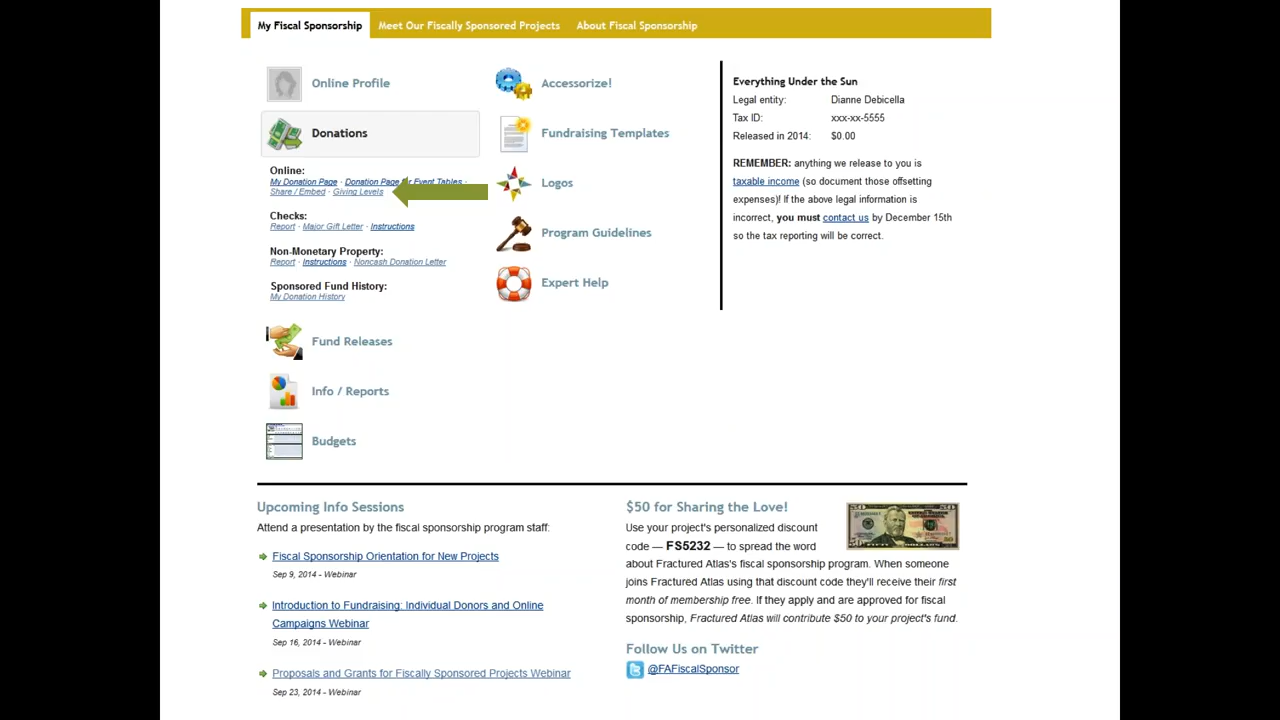 My Fiscal Sponsorship
Meet Our Fiscally Sponsored Projects
About Fiscal Sponsorship
Online Profile
Donations
Online:
My Donation Page · Donation Page for Event Tables ·
Share / Embed · Giving Levels
Checks:
Report · Major Gift Letter · Instructions
Non-Monetary Property:
Report · Instructions · Noncash Donation Letter
Sponsored Fund History:
My Donation History
Fund Releases
Info / Reports
Budgets
Accessorize!
Fundraising Templates
Logos
Program Guidelines
Expert Help
Everything Under the Sun
Legal entity: Dianne Debicella
Tax ID: xxx-xx-5555
Released in 2014: $0.00
REMEMBER: anything we release to you is
taxable income (so document those offsetting
expenses)! If the above legal information is
incorrect, you must contact us by December 15th
so the tax reporting will be correct.
Upcoming Info Sessions
Attend a presentation by the fiscal sponsorship program staff:
Fiscal Sponsorship Orientation for New Projects
Sep 9, 2014 - Webinar
Introduction to Fundraising: Individual Donors and Online
Campaigns Webinar
Sep 16, 2014 - Webinar
Proposals and Grants for Fiscally Sponsored Projects Webinar
Sep 23, 2014 - Webinar
$50 for Sharing the Love!
Use your project's personalized discount
code — FS5232 — to spread the word
about Fractured Atlas's fiscal sponsorship program. When someone
joins Fractured Atlas using that discount code they'll receive their first
month of membership free. If they apply and are approved for fiscal
sponsorship, Fractured Atlas will contribute $50 to your project's fund.
Follow Us on Twitter
@FAFiscalSponsor